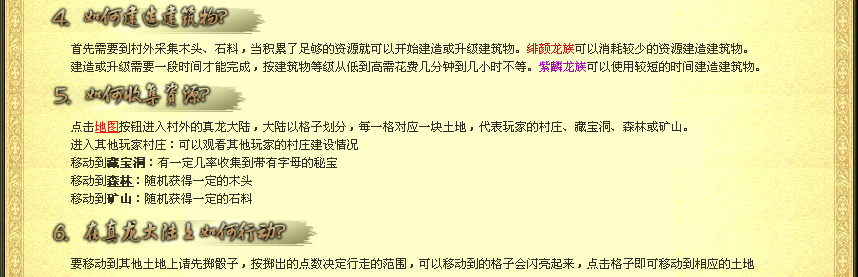 4. 如何建造建筑物?
首先需要到村外采集木头、石料，当积累了足够的资源就可以开始建造或升级建筑物。绯颜龙族可以消耗较少的资源建造建筑物。
建造或升级需要一段时间才能完成，按建筑物等级从低到高需花费几分钟到几小时不等。紫麟龙族可以使用较短的时间建造建筑物。
5. 如何收集資源?
点击地图按钮进入村外的真龙大陆，大陆以格子划分，每一格对应一块土地，代表玩家的村庄、藏宝洞、森林或矿山。
进入其他玩家村庄：可以观看其他玩家的村庄建设情况
移动到藏宝洞：有一定几率收集到带有字母的秘宝
移动到森林：随机获得一定的木头
移动到矿山：随机获得一定的石料
6. 在真龙大陆上如何行动?
要移动到其他土地上请先掷骰子，按掷出的点数决定行走的范围，可以移动到的格子会闪亮起来，点击格子即可移动到相应的土地